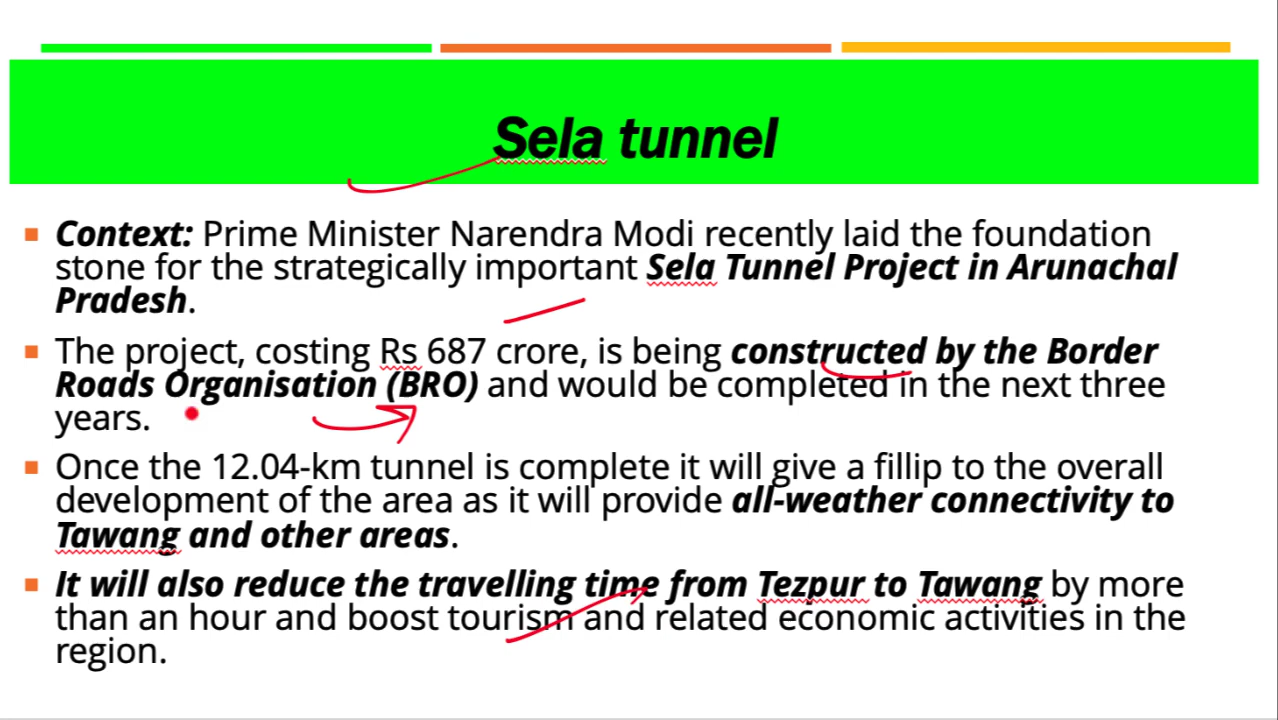 Sela tunnel
Context: Prime Minister Narendra Modi recently laid the foundation
stone for the strategically important Sela Tunnel Project in Arunachal
Pradesh.
The project, costing Rs 687 crore, is being constructed by the Border
Roads Organisation (BRO) and would be completed in the next three
years.
Once the 12.04-km tunnel is complete it will give a fillip to the overall
development of the area as it will provide all-weather connectivity to
Tawang and other areas.
It will also reduce the travelling time from Tezpur to Tawang by more
than an hour and boost tourism and related economic activities in the
region.